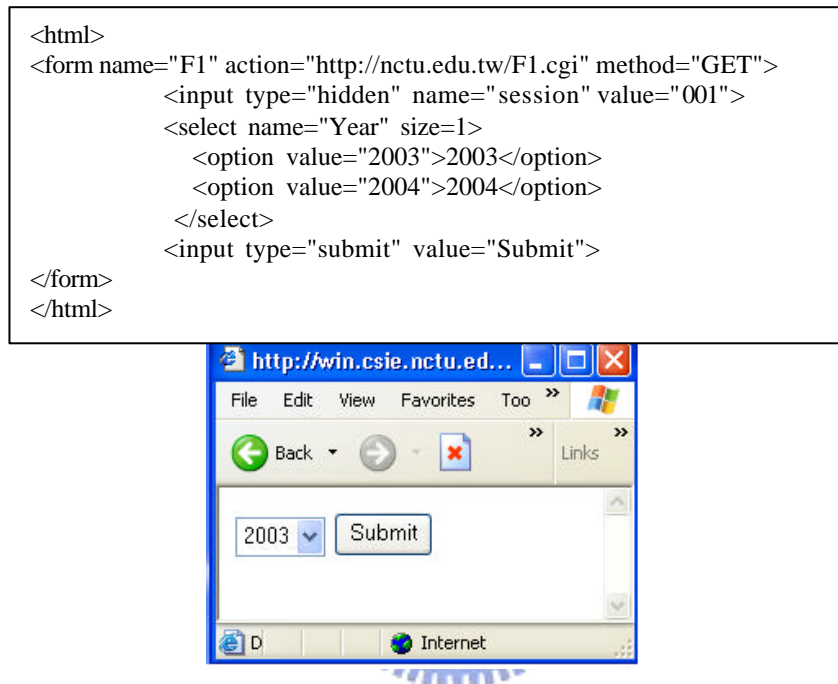 <html>
<form name="F1" action="http://nctu.edu.tw/F1.cgi" method="GET">
<input type="hidden" name="session" value="001">
<select name="Year" size=1>
<option value="2003">2003</option>
<option value="2004">2004</option>
</select>
<input type="submit" value="Submit">
</form>
</html>
http://win.csie.nctu.ed...
File Edit View Favorites Too »
Back » Links »
2003 Submit
D Internet